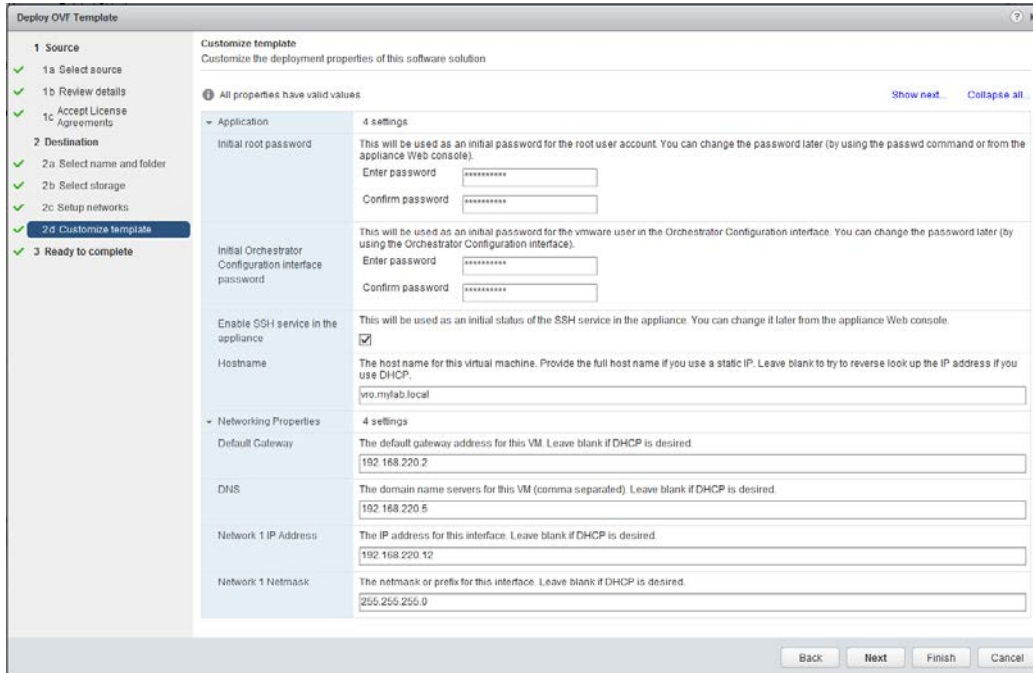 Deploy OVF Template
?
1 Source
1a Select source
1b Review details
1c Accept License
Agreements
2 Destination
2a Select name and folder
2b Select storage
2c Setup networks
2d Customize template
3 Ready to complete
Customize template
Customize the deployment properties of this software solution
All properties have valid values
Show next...
Collapse all...
Application
4 settings
Initial root password
This will be used as an initial password for the root user account. You can change the password later (by using the passwd command or from the
appliance Web console).
Enter password
**********
Confirm password
**********
Initial Orchestrator
Configuration interface
password
This will be used as an initial password for the vmware user in the Orchestrator Configuration interface. You can change the password later (by
using the Orchestrator Configuration interface).
Enter password
**********
Confirm password
**********
Enable SSH service in the
appliance
This will be used as an initial status of the SSH service in the appliance. You can change it later from the appliance Web console.
Hostname
The host name for this virtual machine. Provide the full host name if you use a static IP. Leave blank to try to reverse look up the IP address if you
use DHCP.
vro.mylab.local
Networking Properties
4 settings
Default Gateway
The default gateway address for this VM. Leave blank if DHCP is desired.
192.168.220.2
DNS
The domain name servers for this VM (comma separated). Leave blank if DHCP is desired.
192.168.220.5
Network 1 IP Address
The IP address for this interface. Leave blank if DHCP is desired.
192.168.220.12
Network 1 Netmask
The netmask or prefix for this interface. Leave blank if DHCP is desired.
255.255.255.0
Back
Next
Finish
Cancel